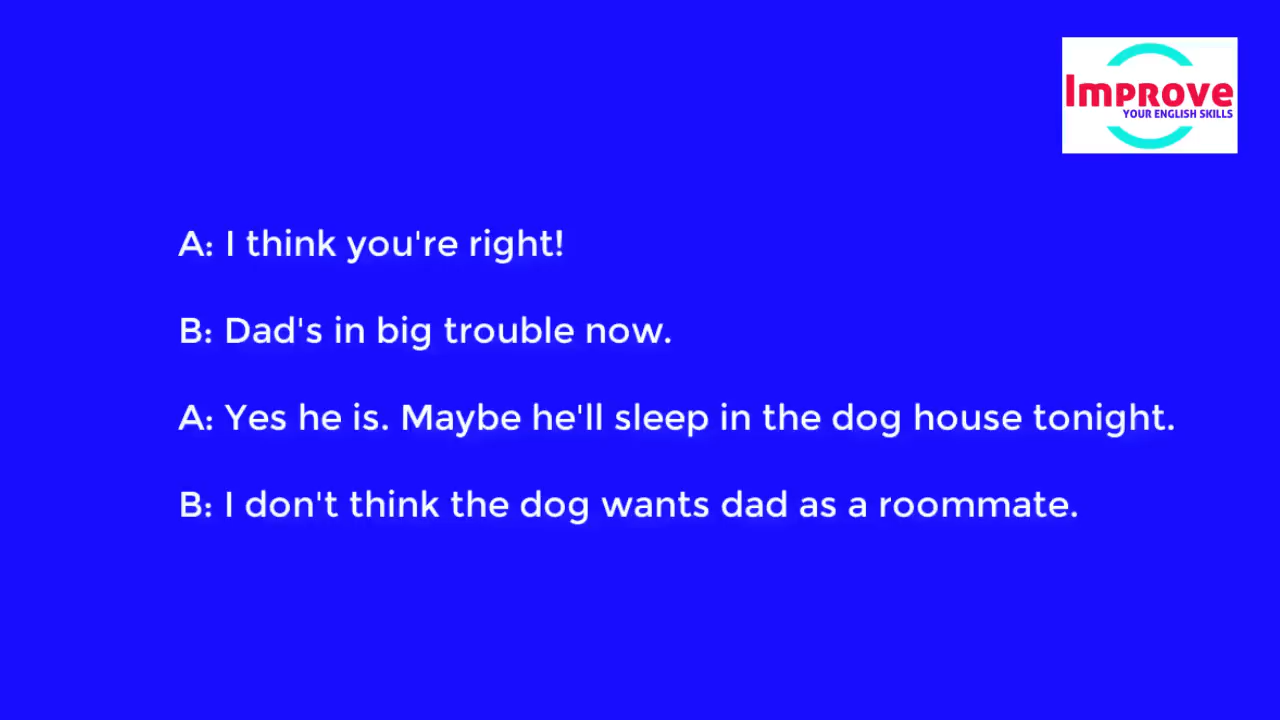 Improve
YOUR ENGLISH SKILLS
A: I think you're right!
B: Dad's in big trouble now.
A: Yes he is. Maybe he'll sleep in the dog house tonight.
B: I don't think the dog wants dad as a roommate.